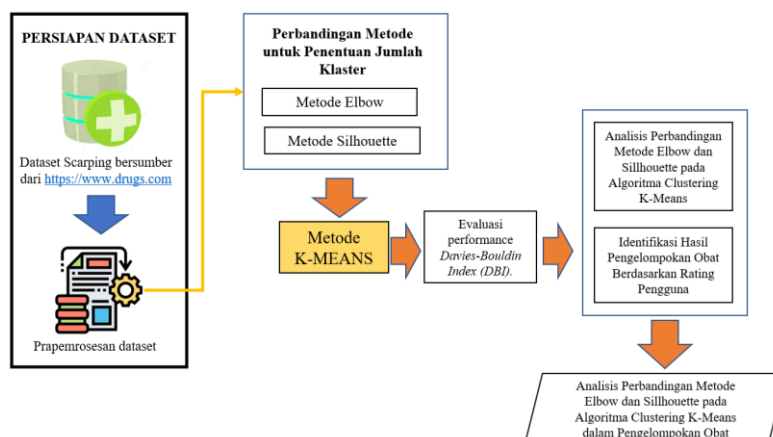 PERSIAPAN DATASET
Dataset Scarping bersumber
dari https://www.drugs.com
Prapemrosesan dataset
Perbandingan Metode
untuk Penentuan Jumlah
Klaster
Metode Elbow
Metode Silhouette
Metode
K-MEANS
Evaluasi
performance
Davies-Bouldin
Index (DBI).
Analisis Perbandingan
Metode Elbow dan
Sillhouette pada
Algoritma Clustering
K-Means
Identifikasi Hasil
Pengelompokan Obat
Berdasarkan Rating
Pengguna
Analisis Perbandingan Metode
Elbow dan Sillhouette pada
Algoritma Clustering K-Means
dalam Pengelompokan Obat